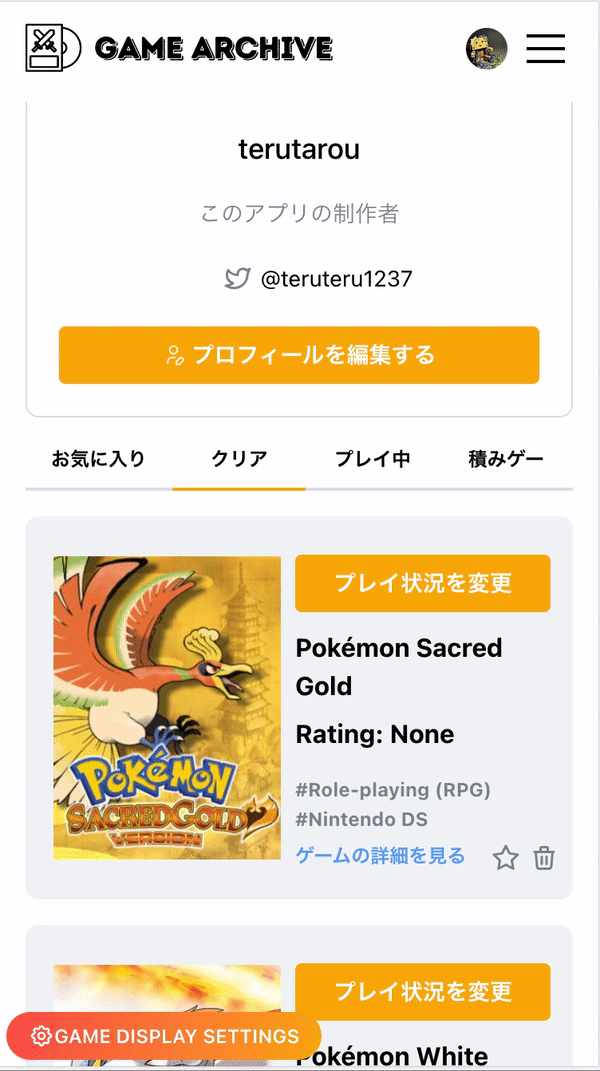 GAME ARCHIVE
terutarou
このアプリの制作者
@teruteru1237
プロフィールを編集する
お気に入り クリア プレイ中 積みゲー
プレイ状況を変更
Pokémon Sacred
Gold
Rating: None
#Role-playing (RPG)
#Nintendo DS
ゲームの詳細を見る
POKéMON
SACREDGOLD
VERSION
プレイ状況を変更
Pokémon White
GAME DISPLAY SETTINGS